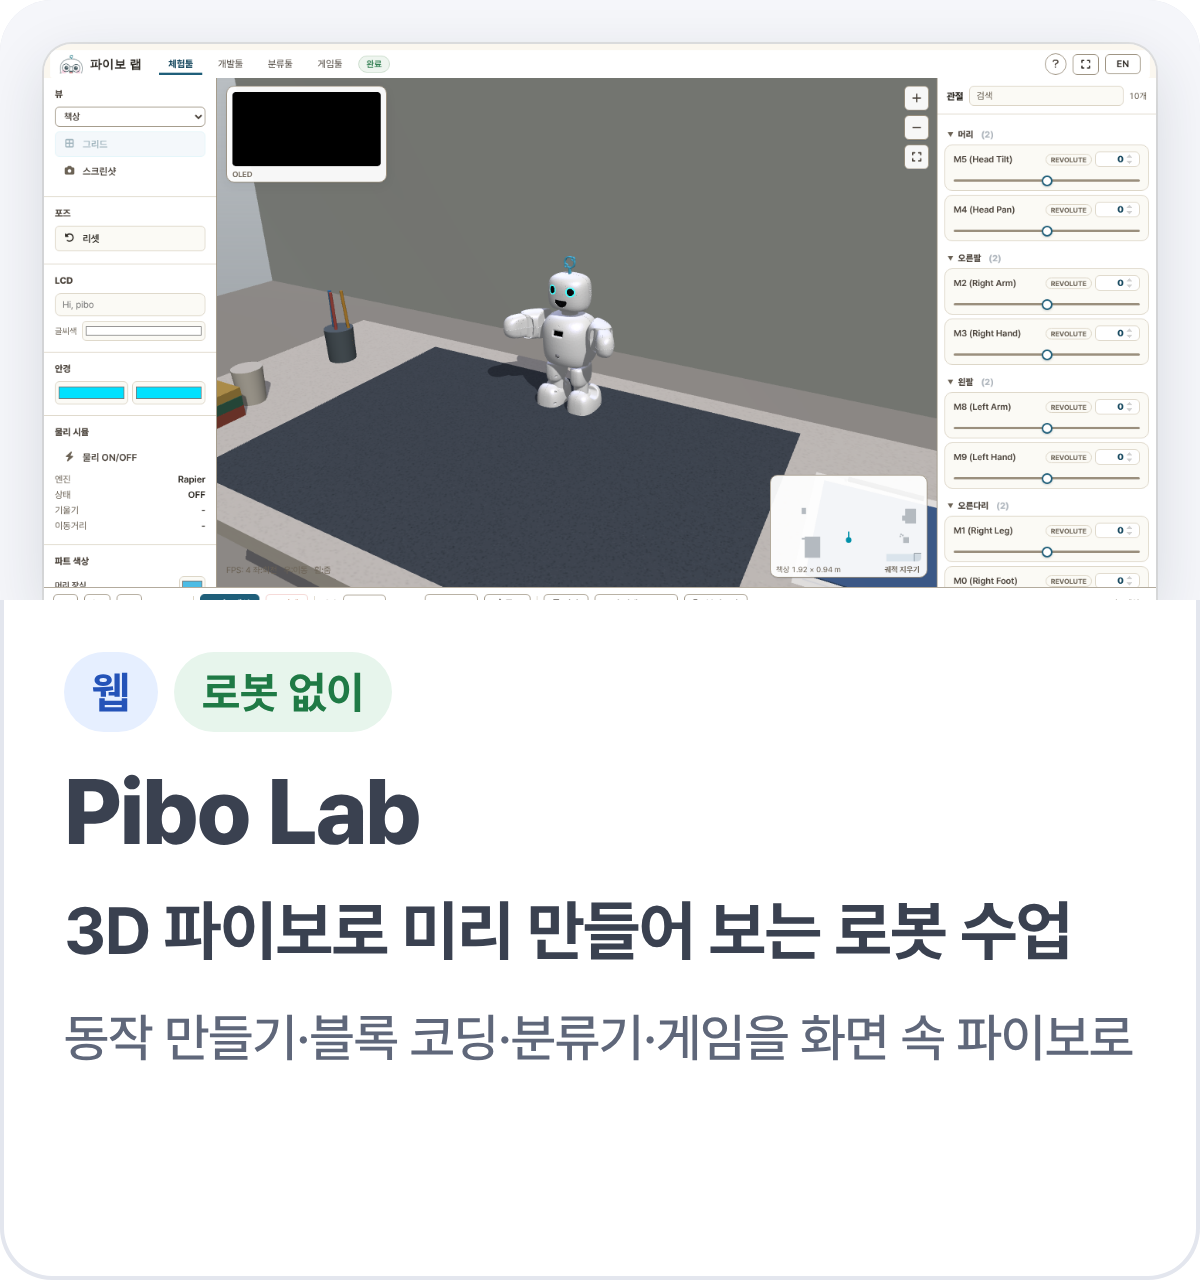 파이보 랩 체험툴 개발툴 분류툴 게임툴 완료 ? EN
뷰
책상
그리드
스크린샷
포즈
리셋
LCD
Hi, pibo
글씨색
안경
물리 시뮬
물리 ON/OFF
엔진 Rapier
상태 OFF
기울기 -
이동거리 -
파트 색상
머리 장식
OLED
+
−
책상 1.92 × 0.94 m 궤적 지우기
관절 검색 10개
머리 (2)
M5 (Head Tilt) REVOLUTE 0
M4 (Head Pan) REVOLUTE 0
오른팔 (2)
M2 (Right Arm) REVOLUTE 0
M3 (Right Hand) REVOLUTE 0
왼팔 (2)
M8 (Left Arm) REVOLUTE 0
M9 (Left Hand) REVOLUTE 0
오른다리 (2)
M1 (Right Leg) REVOLUTE 0
M0 (Right Foot) REVOLUTE 0
웹 로봇 없이
Pibo Lab
3D 파이보로 미리 만들어 보는 로봇 수업
동작 만들기·블록 코딩·분류기·게임을 화면 속 파이보로